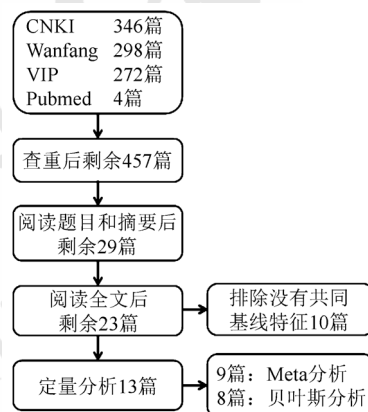 CNKI 346篇
Wanfang 298篇
VIP 272篇
Pubmed 4篇
查重后剩余457篇
阅读题目和摘要后
剩余29篇
阅读全文后
剩余23篇
排除没有共同
基线特征10篇
定量分析13篇
9篇：Meta分析
8篇：贝叶斯分析